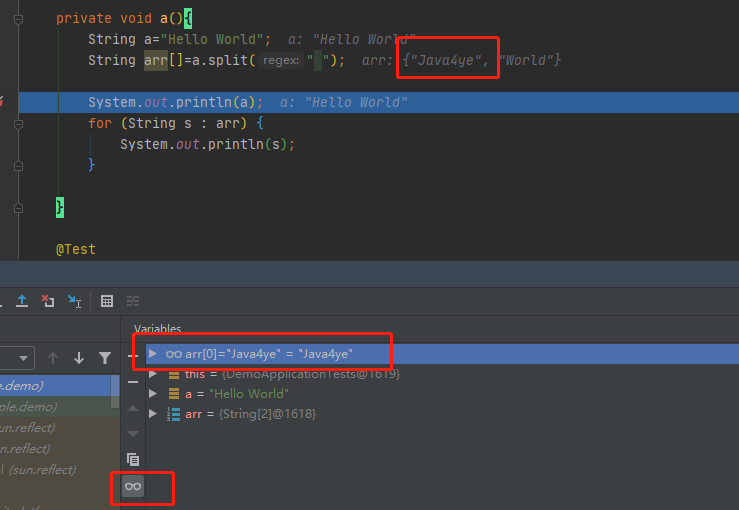 private void a(){
String a="Hello World"; a: "Hello World"
String arr[]=a.split( regex: " "); arr: {"Java4ye", "World"}
System.out.println(a); a: "Hello World"
for (String s : arr) {
System.out.println(s);
}
}
@Test
Variables
arr[0]="Java4ye" = "Java4ye"
e.demo)
this = {DemoApplicationTests@1619}
ple.demo)
a = "Hello World"
un.reflect)
arr = {String[2]@1618}
n.reflect)
(sun.reflect)